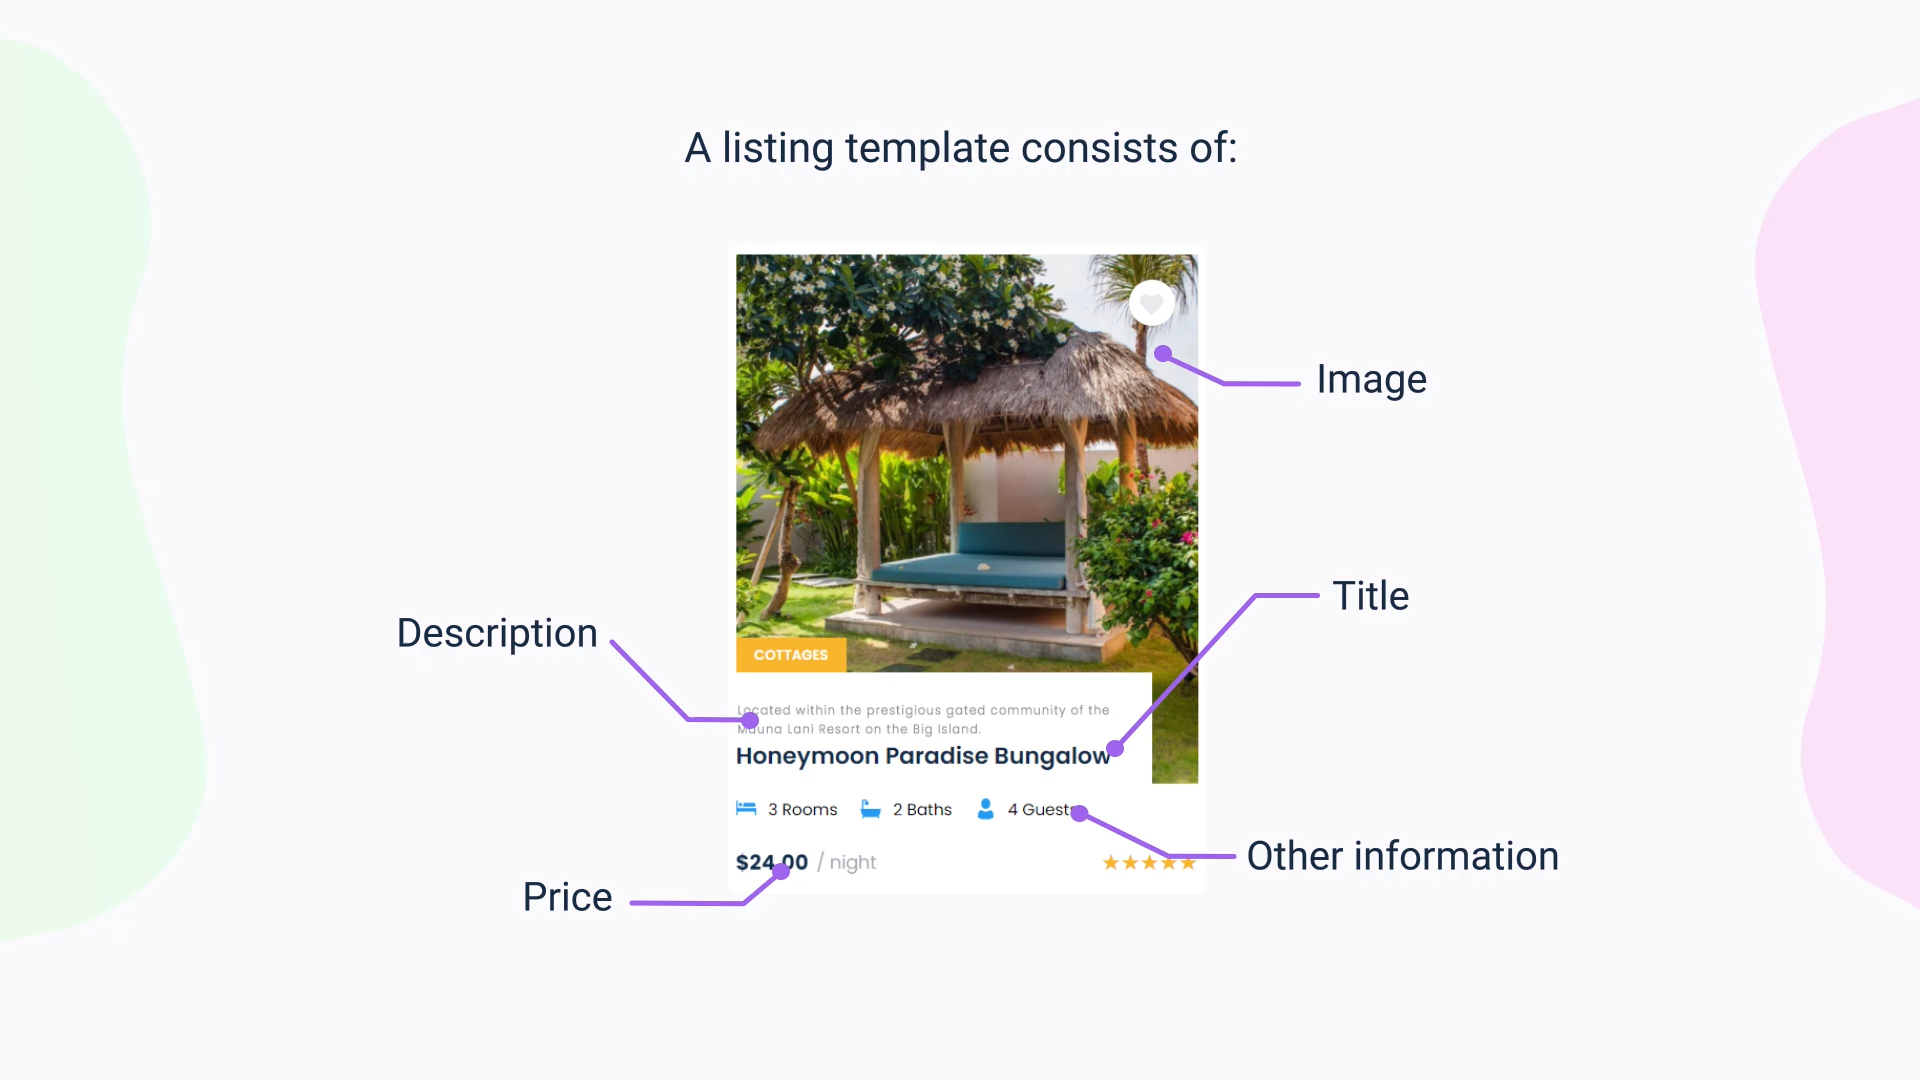 A listing template consists of:
Image
Title
Description
COTTAGES
Located within the prestigious gated community of the
Mauna Lani Resort on the Big Island.
Honeymoon Paradise Bungalow
3 Rooms 2 Baths 4 Guests
Other information
$24.00 / night
Price